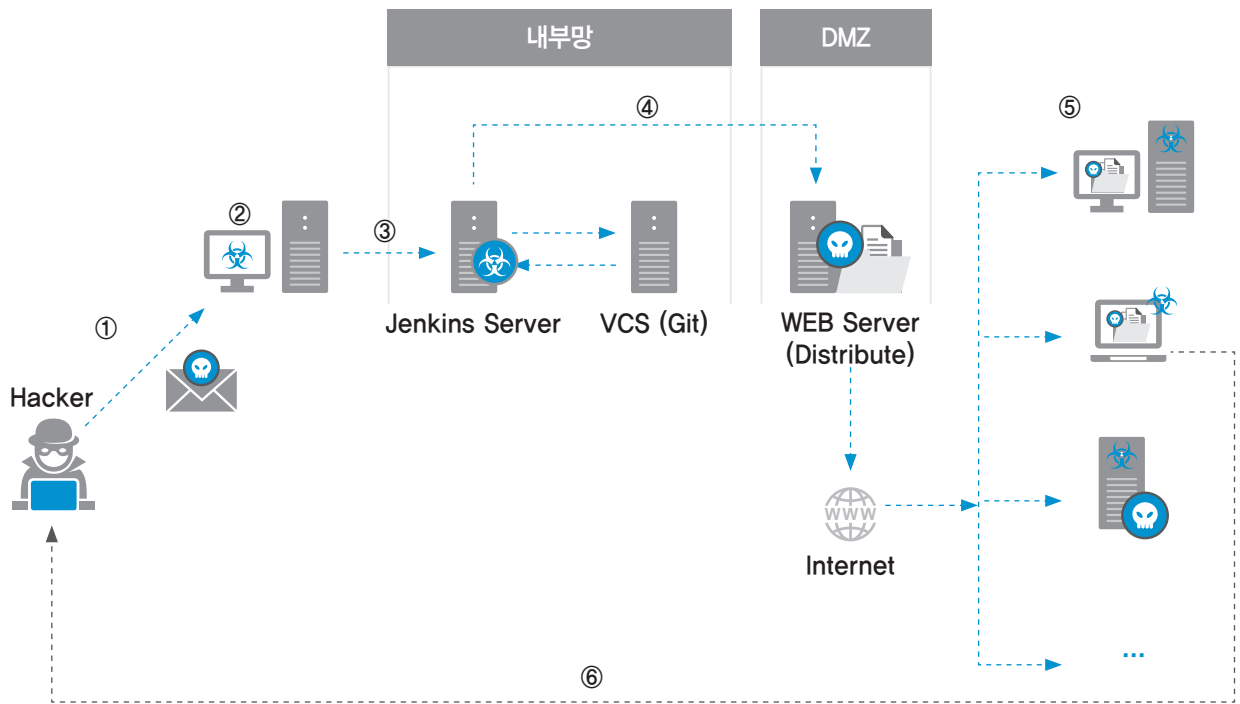 내부망
DMZ
④
⑤
②
③
①
Jenkins Server
VCS (Git)
WEB Server
(Distribute)
Hacker
WWW
Internet
...
⑥